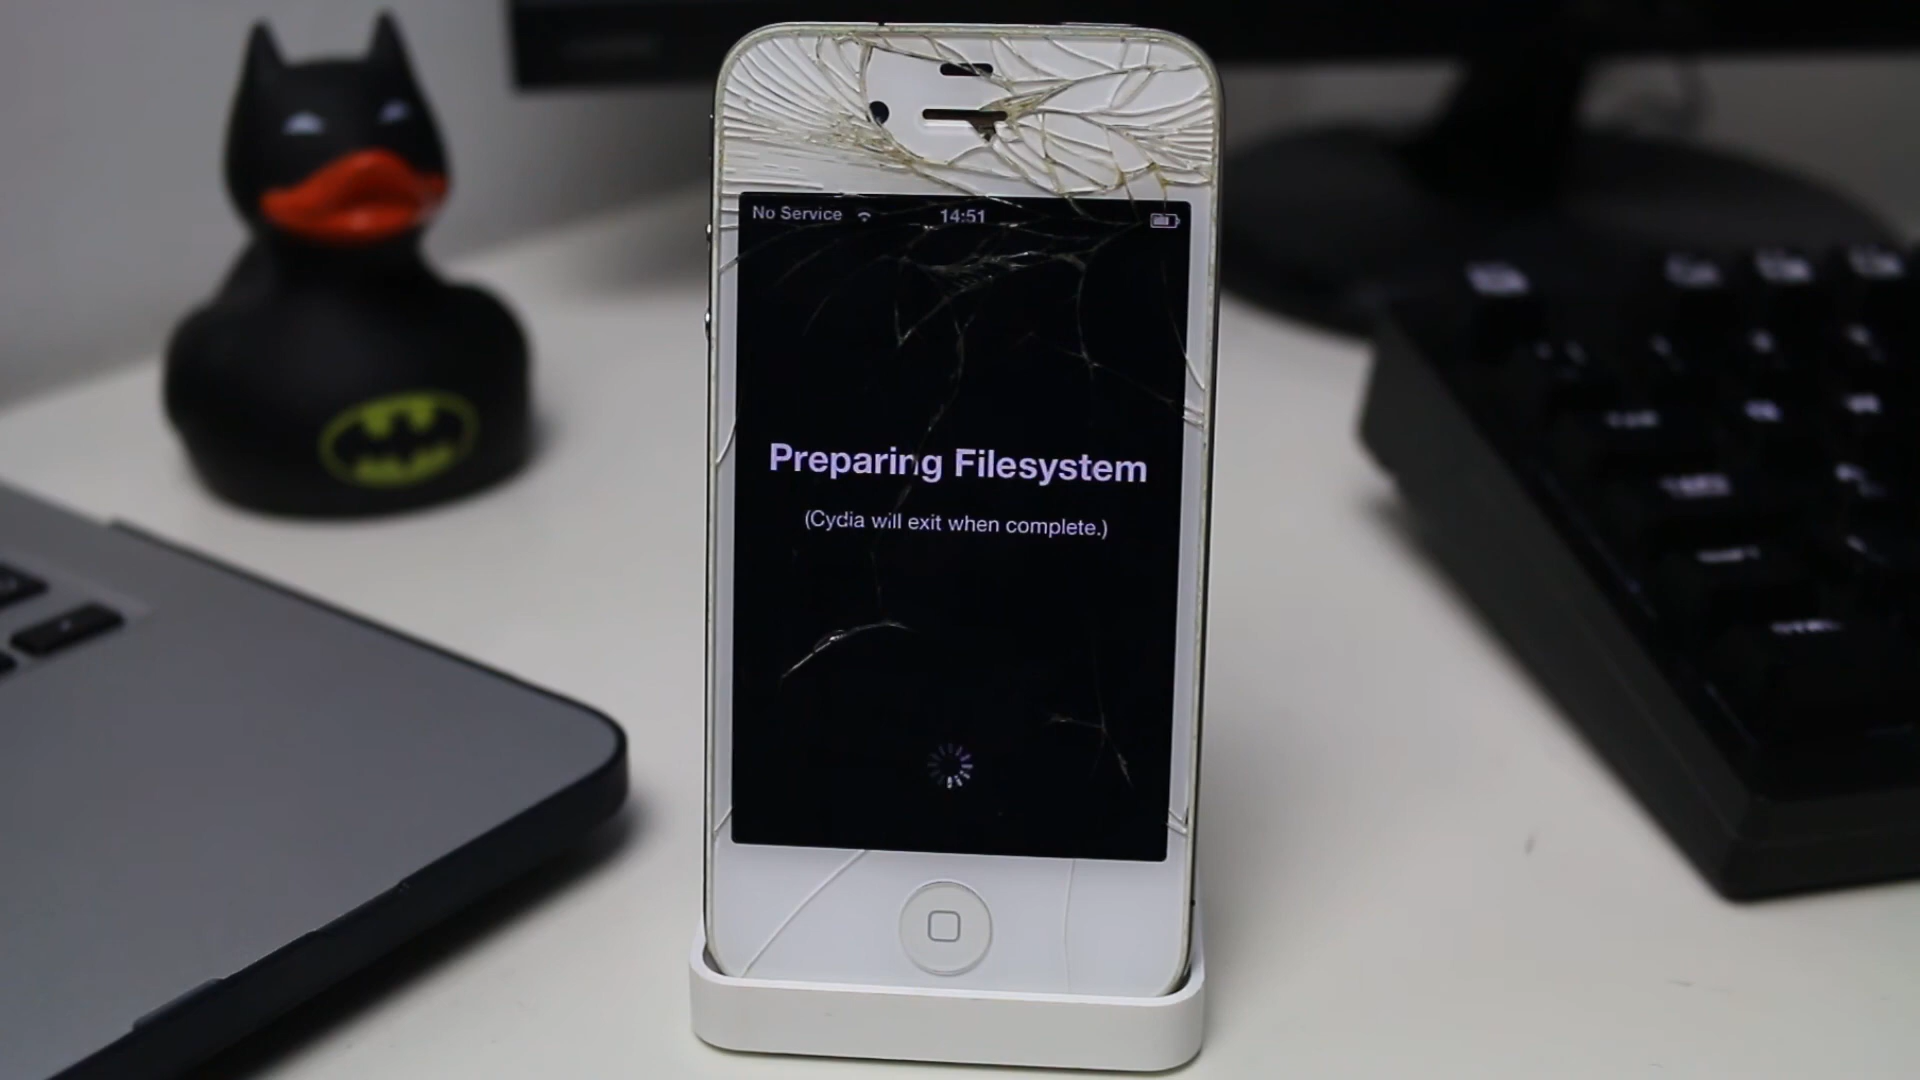 No Service 14:51
Preparing Filesystem
(Cydia will exit when complete.)